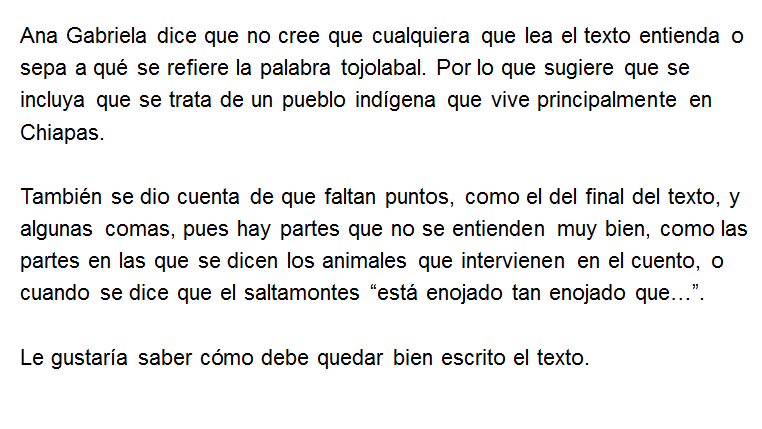 Ana Gabriela dice que no cree que cualquiera que lea el texto entienda o
sepa a qué se refiere la palabra tojolabal. Por lo que sugiere que se
incluya que se trata de un pueblo indígena que vive principalmente en
Chiapas.
También se dio cuenta de que faltan puntos, como el del final del texto, y
algunas comas, pues hay partes que no se entienden muy bien, como las
partes en las que se dicen los animales que intervienen en el cuento, o
cuando se dice que el saltamontes “está enojado tan enojado que…”.
Le gustaría saber cómo debe quedar bien escrito el texto.